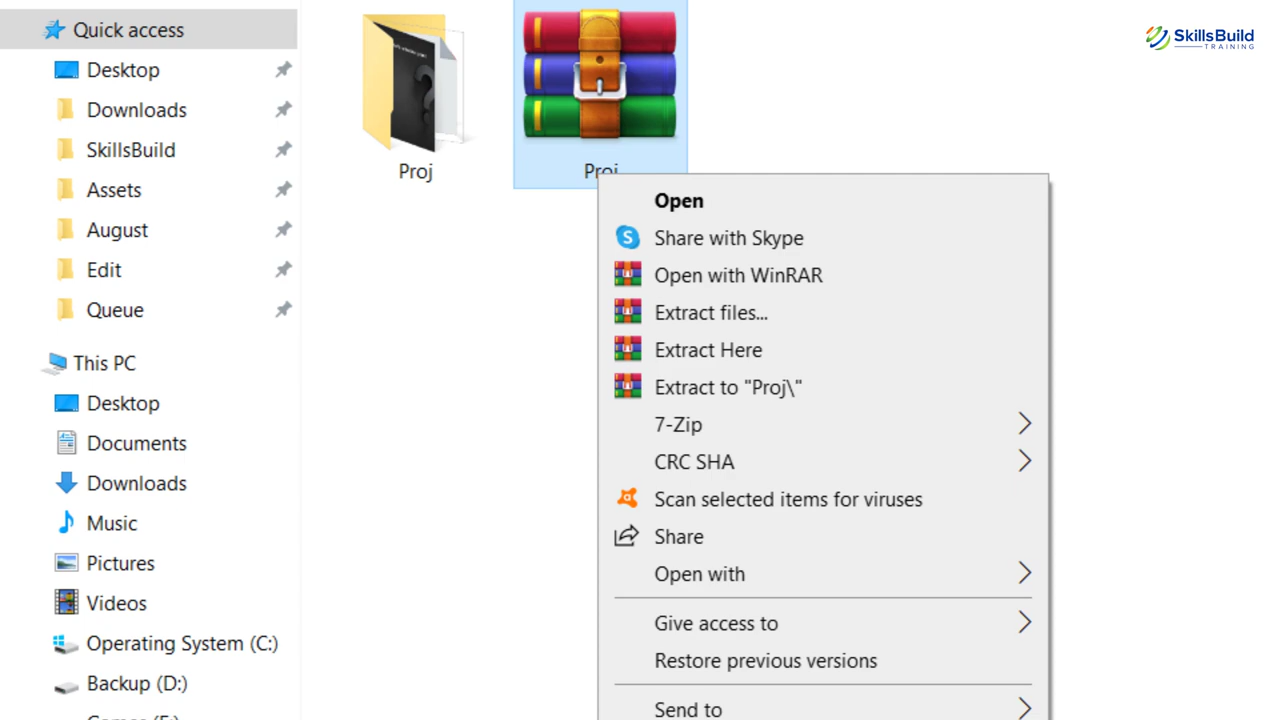 Quick access
Desktop
Downloads
SkillsBuild
Assets
August
Edit
Queue
This PC
Desktop
Documents
Downloads
Music
Pictures
Videos
Operating System (C:)
Backup (D:)
Proj
Proj
Open
Share with Skype
Open with WinRAR
Extract files...
Extract Here
Extract to "Proj\"
7-Zip
CRC SHA
Scan selected items for viruses
Share
Open with
Give access to
Restore previous versions
Send to
SkillsBuild
TRAINING